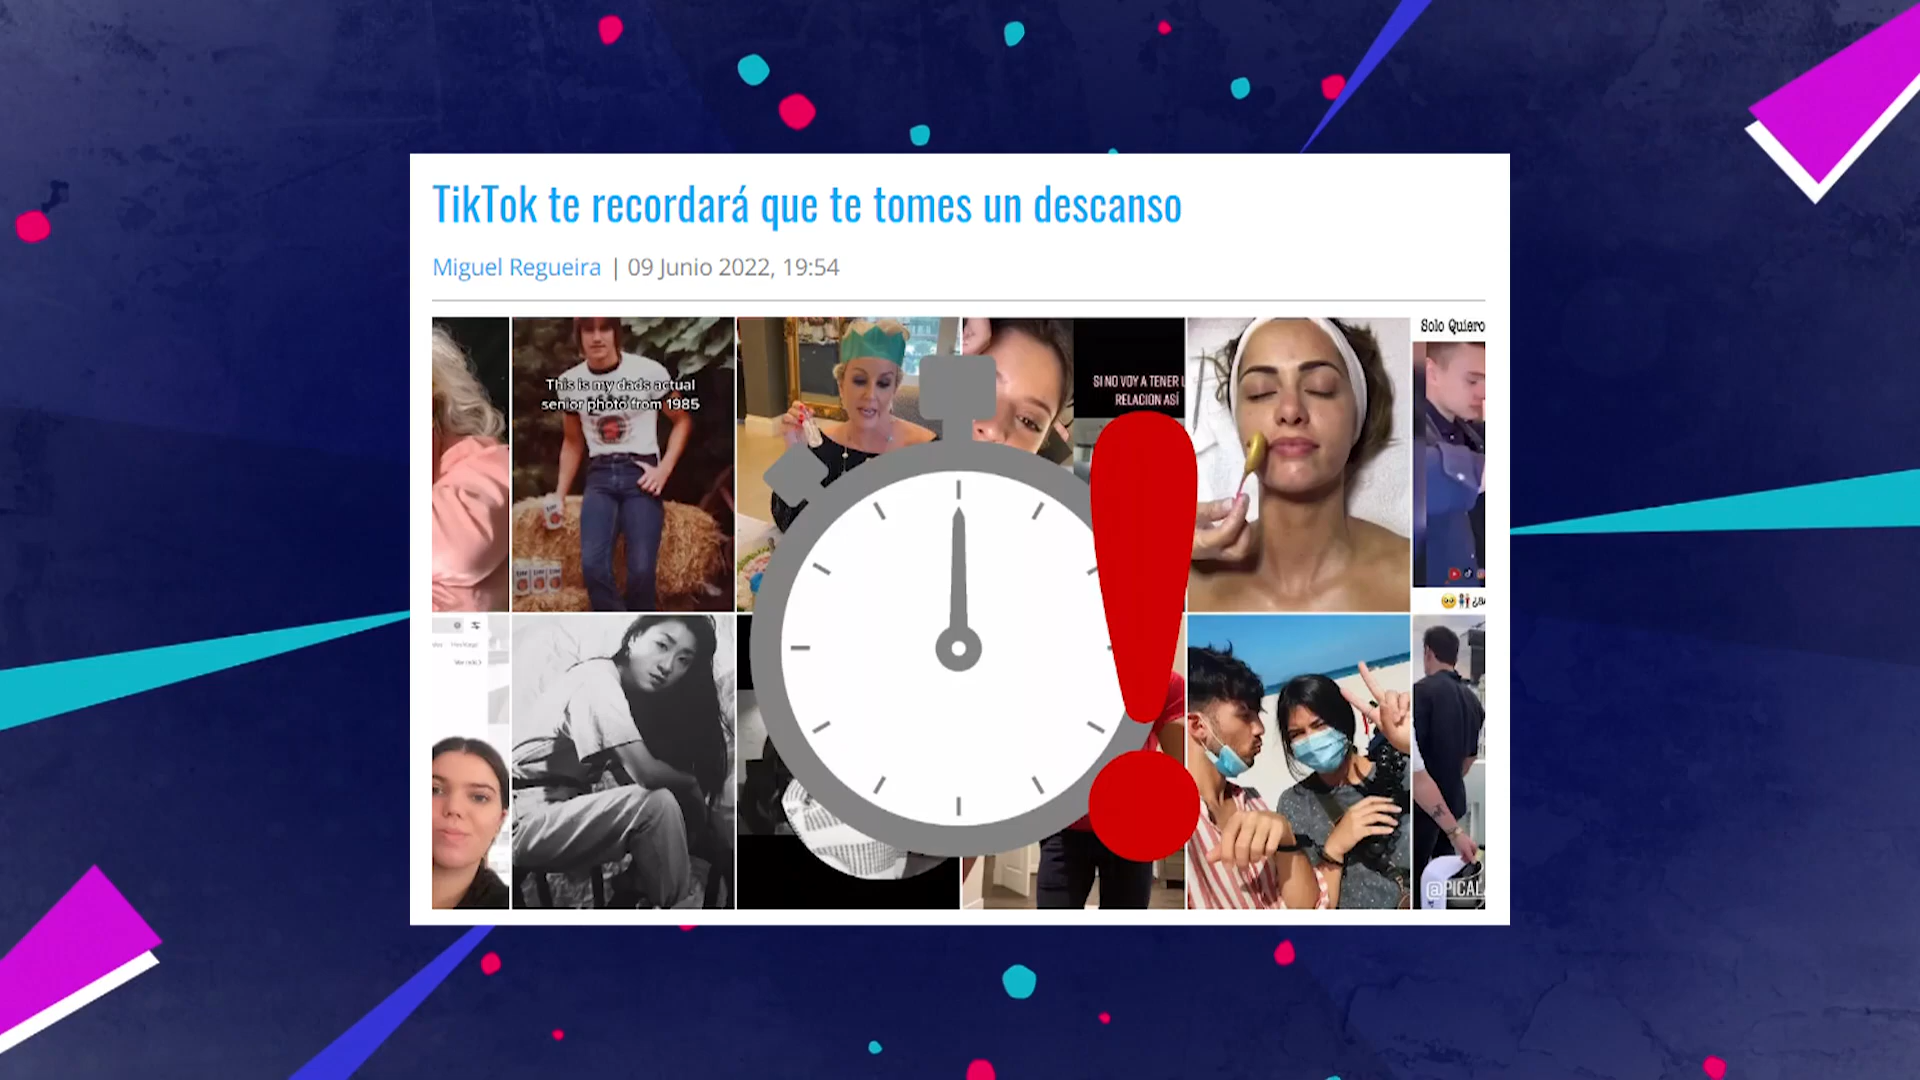 TikTok te recordará que te tomes un descanso
Miguel Regueira | 09 Junio 2022, 19:54
This is my dads actual
senior photo from 1985
SI NO VOY A TENER
RELACION ASÍ
Solo Quiero
@PICAL